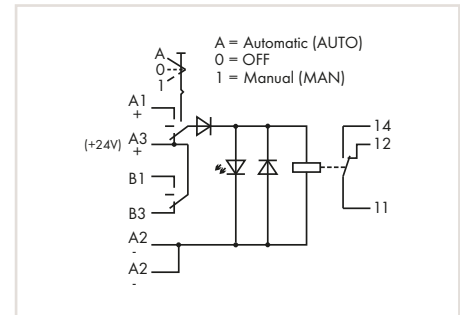 A
0
1
A = Automatic (AUTO)
0 = OFF
1 = Manual (MAN)
A1
+
(+24V) A3
+
B1
B3
A2
-
A2
-
14
12
11